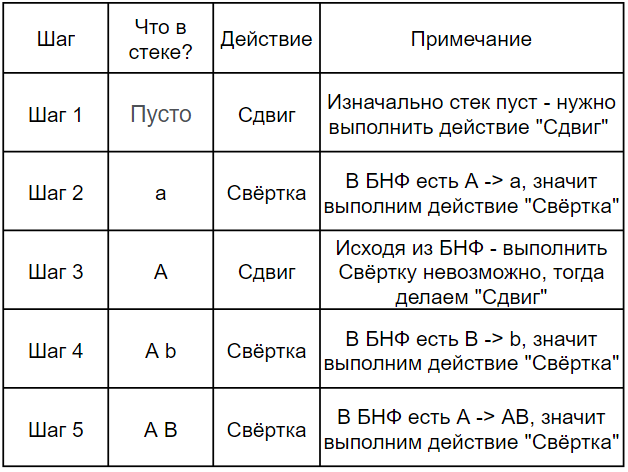 Шаг
Что в
стеке?
Действие
Примечание
Шаг 1
Пусто
Сдвиг
Изначально стек пуст - нужно
выполнить действие "Сдвиг"
Шаг 2
a
Свёртка
В БНФ есть A -> a, значит
выполним действие "Свёртка"
Шаг 3
A
Сдвиг
Исходя из БНФ - выполнить
Свёртку невозможно, тогда
делаем "Сдвиг"
Шаг 4
A b
Свёртка
В БНФ есть B -> b, значит
выполним действие "Свёртка"
Шаг 5
A B
Свёртка
В БНФ есть A -> AB, значит
выполним действие "Свёртка"